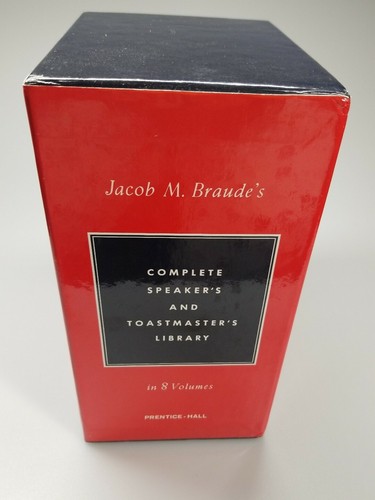 Jacob M. Braude's
COMPLETE
SPEAKER'S
AND
TOASTMASTER'S
LIBRARY
in 8 Volumes
PRENTICE-HALL